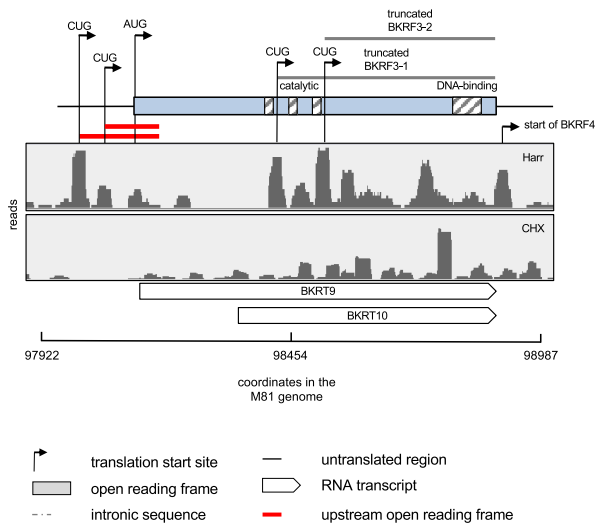 truncated
BKRF3-2
CUG
AUG
CUG
CUG
CUG
truncated
BKRF3-1
catalytic
DNA-binding
start of BKRF4
reads
Harr
CHX
BKRT9
BKRT10
97922
98454
98987
coordinates in the
M81 genome
translation start site
untranslated region
open reading frame
RNA transcript
intronic sequence
upstream open reading frame